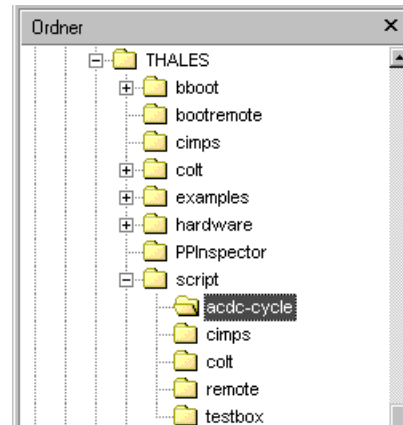 Ordner
THALES
bboot
bootremote
cimps
colt
examples
hardware
PPInspector
script
acdc-cycle
cimps
colt
remote
testbox